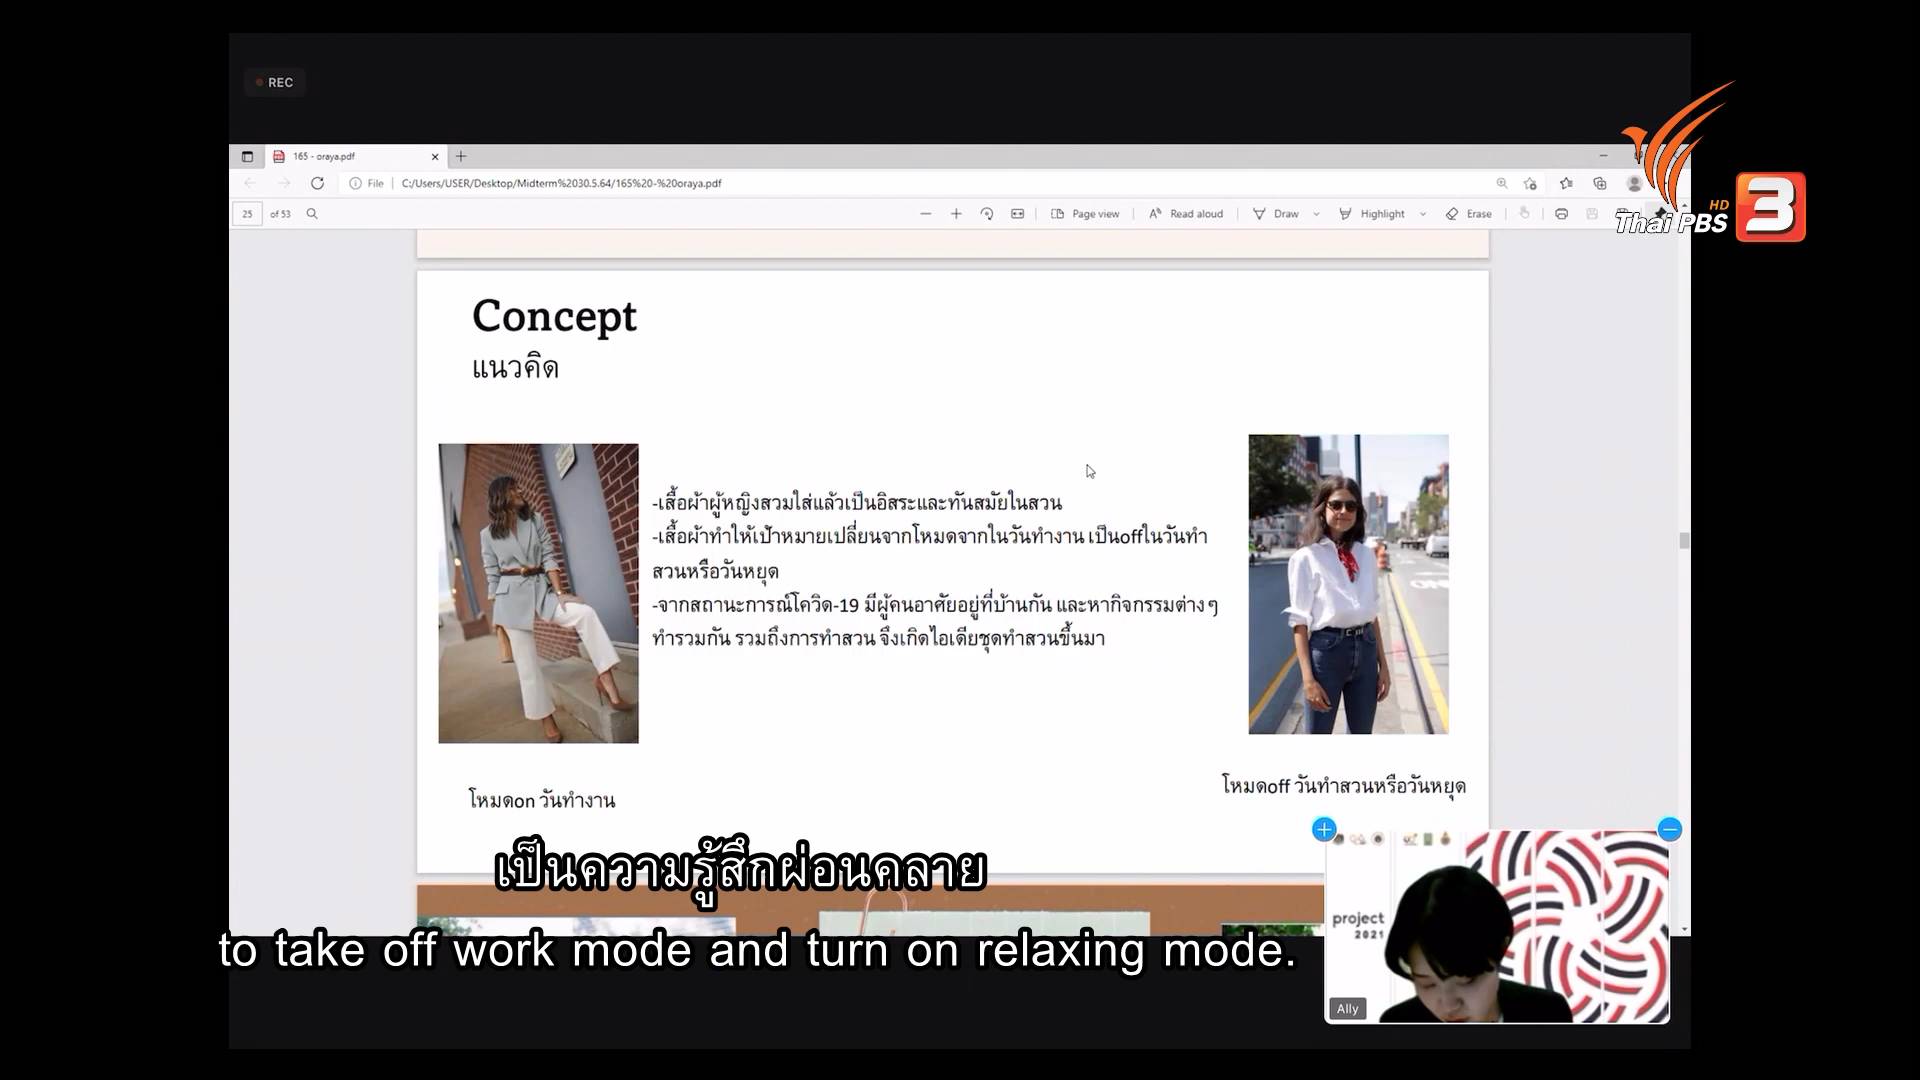 REC
165 - oraya.pdf
File C:/Users/USER/Desktop/Midterm%2030.5.64/165%20-%20oraya.pdf
25 of 53 Page view Read aloud Draw Highlight Erase
HD
Thai PBS 3
Concept
แนวคิด
-เสื้อผ้าผู้หญิงสวมใส่แล้วเป็นอิสระและทันสมัยในสวน
-เสื้อผ้าทำให้เป้าหมายเปลี่ยนจากโหมดจากในวันทำงาน เป็นoffในวันทำ
สวนหรือวันหยุด
-จากสถานะการณ์โควิด-19 มีผู้คนอาศัยอยู่ที่บ้านกัน และหากิจกรรมต่างๆ
ทำรวมกัน รวมถึงการทำสวน จึงเกิดไอเดียชุดทำสวนขึ้นมา
โหมดon วันทำงาน
โหมดoff วันทำสวนหรือวันหยุด
เป็นความรู้สึกผ่อนคลาย
to take off work mode and turn on relaxing mode.
project
2021
Ally